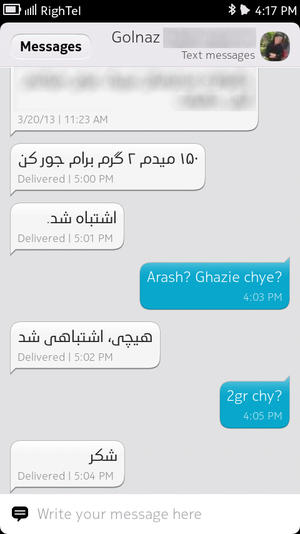 RighTel 4:17 PM
Messages
Golnaz
Text messages
3/20/13 | 11:23 AM
۱۵۰ میدم ۲ گرم برام جور کن
Delivered | 5:00 PM
اشتباه شد.
Delivered | 5:01 PM
Arash? Ghazie chye?
4:03 PM
هیچی، اشتباهی شد
Delivered | 5:02 PM
2gr chy?
4:05 PM
شکر
Delivered | 5:04 PM
Write your message here